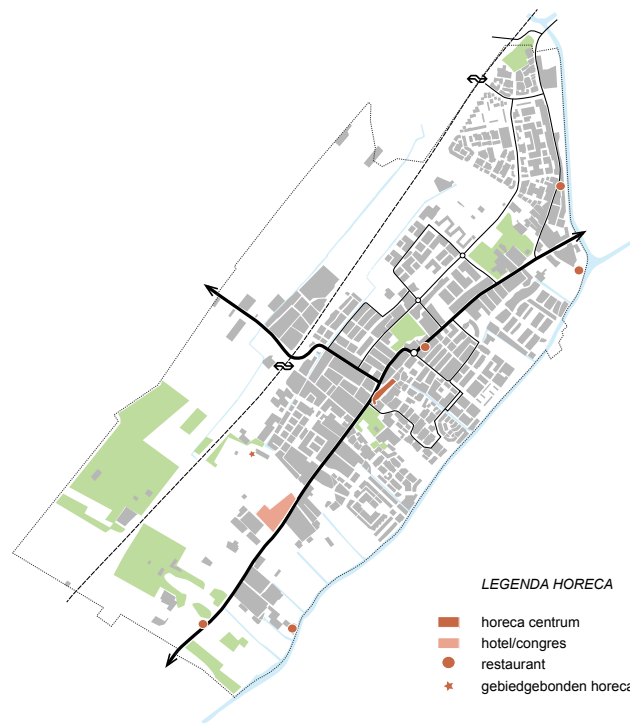 LEGENDA HORECA
horeca centrum
hotel/congres
restaurant
gebiedgebonden horeca